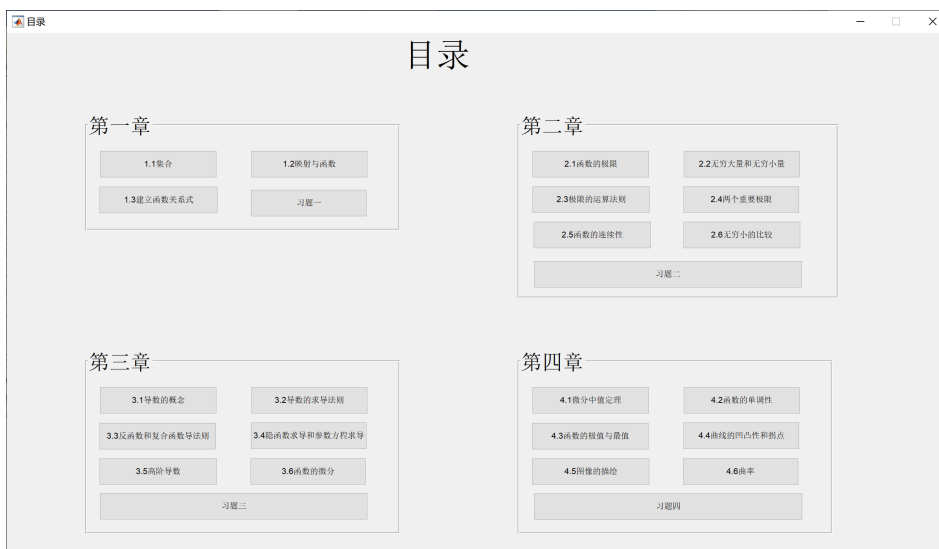 目录
目录
第一章
1.1集合
1.2映射与函数
1.3建立函数关系式
习题一
第二章
2.1函数的极限
2.2无穷大量和无穷小量
2.3极限的运算法则
2.4两个重要极限
2.5函数的连续性
2.6无穷小的比较
习题二
第三章
3.1导数的概念
3.2导数的求导法则
3.3反函数和复合函数导法则
3.4隐函数求导和参数方程求导
3.5高阶导数
3.6函数的微分
习题三
第四章
4.1微分中值定理
4.2函数的单调性
4.3函数的极值与最值
4.4曲线的凹凸性和拐点
4.5图像的描绘
4.6曲率
习题四